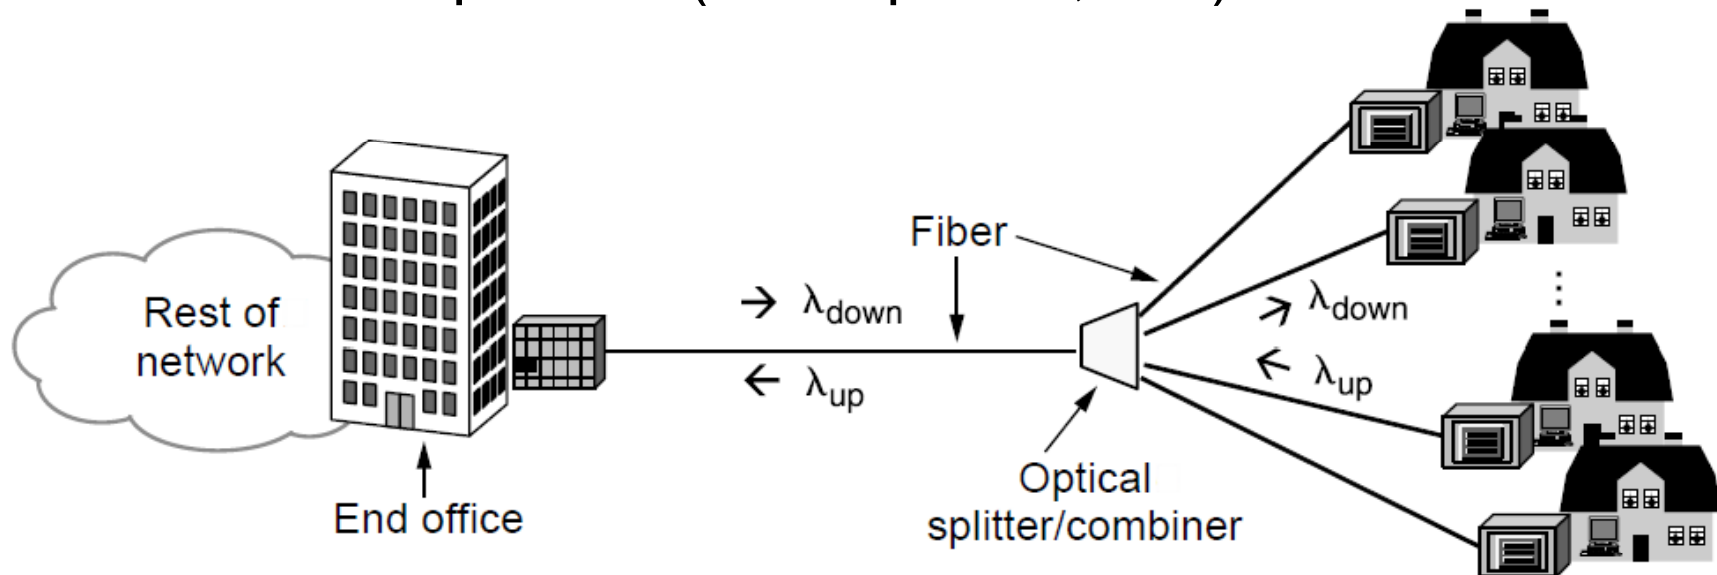 Rest of
network
End office
Fiber
→ λdown
← λup
Optical
splitter/combiner
→ λdown
← λup
⋮